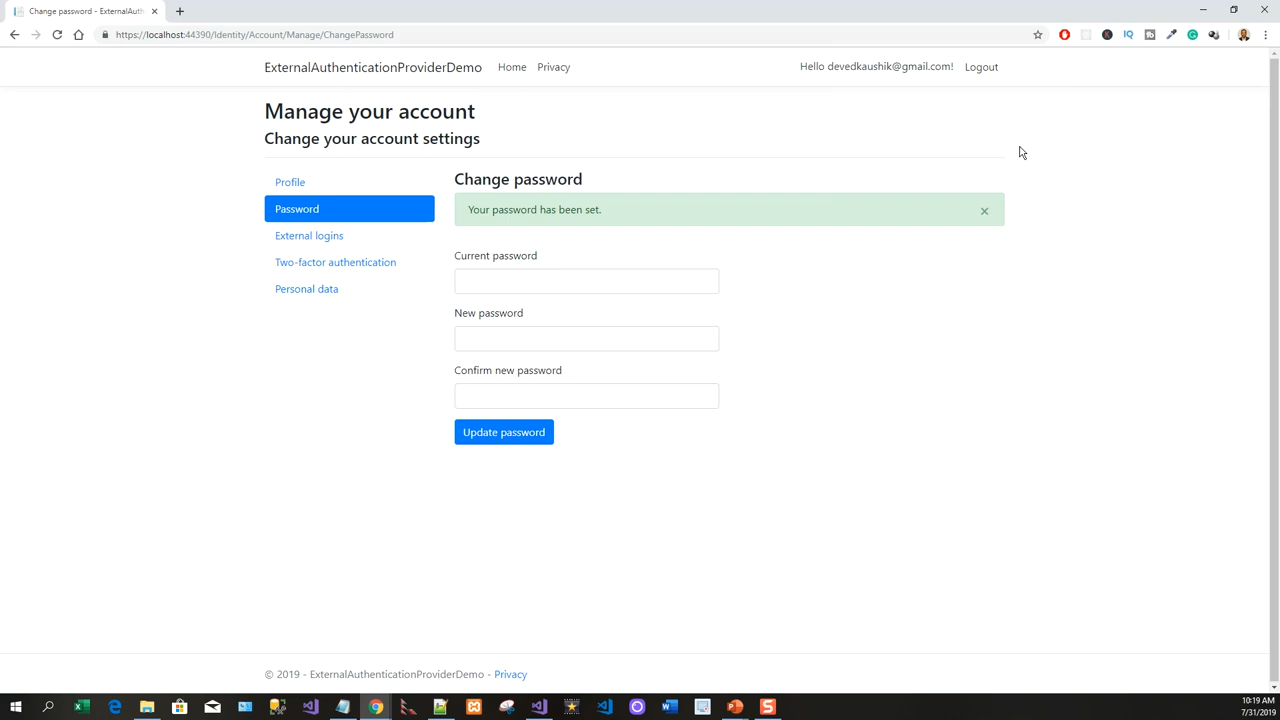 Change password - ExternalAuth
https://localhost:44390/Identity/Account/Manage/ChangePassword
ExternalAuthenticationProviderDemo Home Privacy Hello devedkaushik@gmail.com! Logout
Manage your account
Change your account settings
Profile
Password
External logins
Two-factor authentication
Personal data
Change password
Your password has been set.
Current password
New password
Confirm new password
Update password
© 2019 - ExternalAuthenticationProviderDemo - Privacy
10:19 AM
7/31/2019